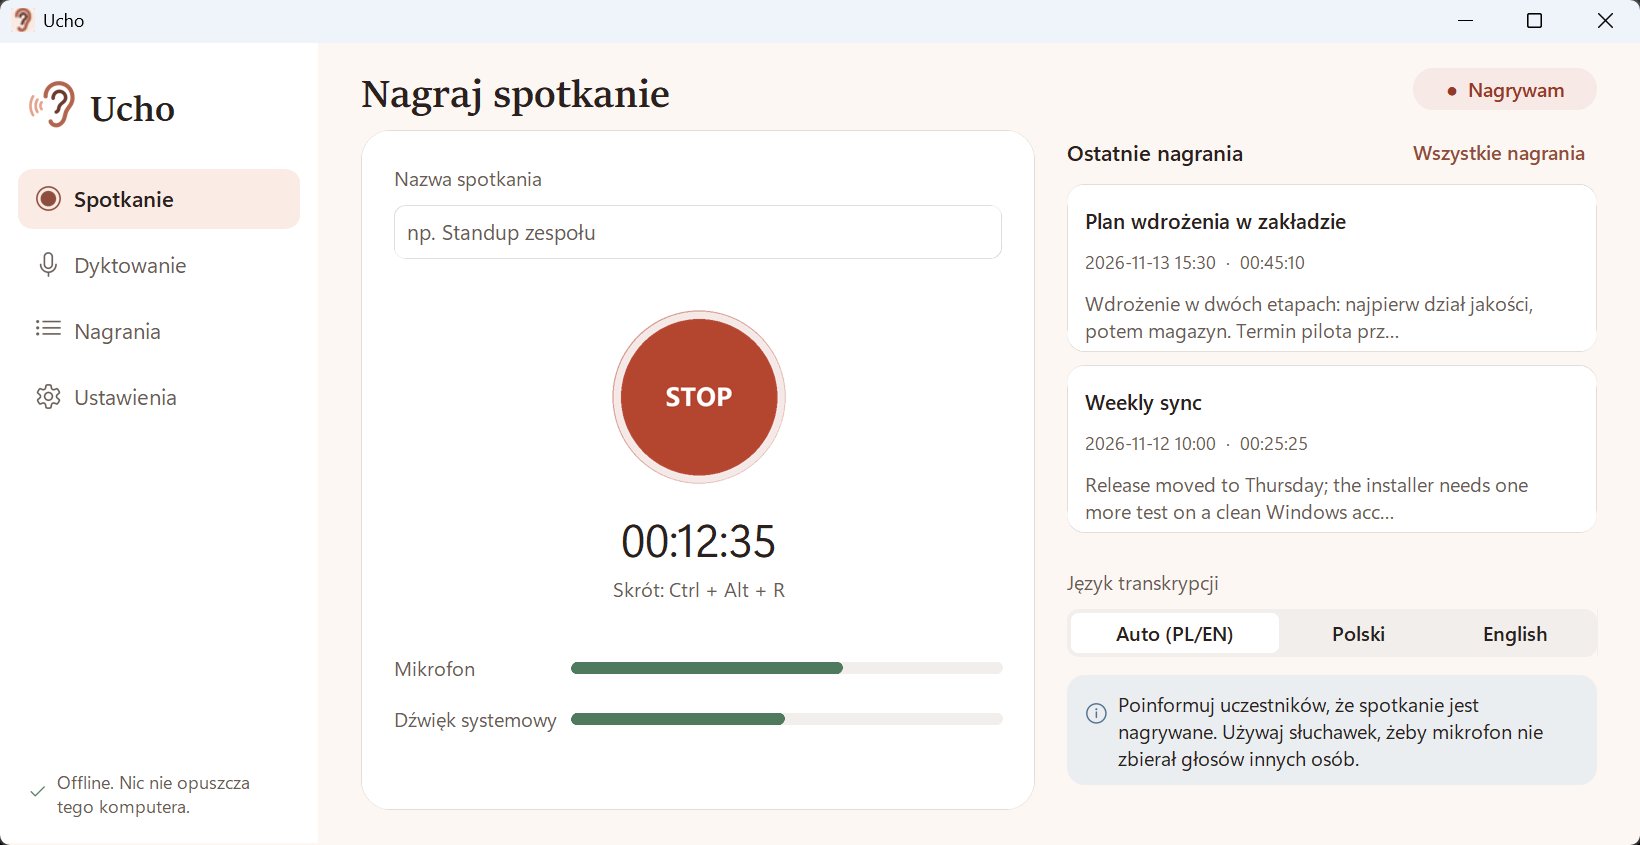 Ucho
Ucho
Spotkanie
Dyktowanie
Nagrania
Ustawienia
Offline. Nic nie opuszcza
tego komputera.
Nagraj spotkanie
Nagrywam
Nazwa spotkania
np. Standup zespołu
STOP
00:12:35
Skrót: Ctrl + Alt + R
Mikrofon
Dźwięk systemowy
Ostatnie nagrania
Wszystkie nagrania
Plan wdrożenia w zakładzie
2026-11-13 15:30 · 00:45:10
Wdrożenie w dwóch etapach: najpierw dział jakości,
potem magazyn. Termin pilota prz...
Weekly sync
2026-11-12 10:00 · 00:25:25
Release moved to Thursday; the installer needs one
more test on a clean Windows acc...
Język transkrypcji
Auto (PL/EN)
Polski
English
Poinformuj uczestników, że spotkanie jest
nagrywane. Używaj słuchawek, żeby mikrofon nie
zbierał głosów innych osób.